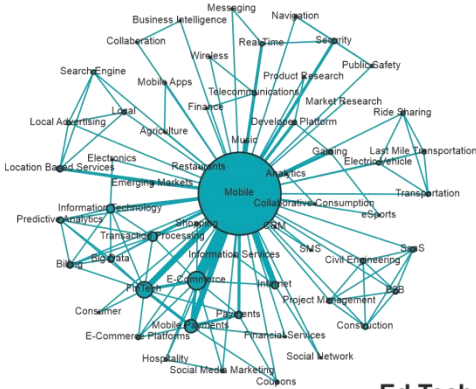 Messaging
Business Intelligence
Navigation
Collaboration
Real Time
Security
Wireless
Public Safety
Search Engine
Product Research
Mobile Apps
Telecommunications
Finance
Market Research
Local
Ride Sharing
Local Advertising
Developer Platform
Agriculture
Music
Gaming
Last Mile Transportation
Electronics
Electric Vehicle
Location Based Services
Restaurants
Analytics
Emerging Markets
Mobile
Transportation
Collaborative Consumption
Information Technology
eSports
Predictive Analytics
Shopping
CRM
Transaction Processing
SMS
SaaS
Information Services
Big Data
Civil Engineering
Billing
E-Commerce
Internet
FinTech
B2B
Project Management
Consumer
Payments
Mobile Payments
Construction
E-Commerce Platforms
Financial Services
Hospitality
Social Network
Social Media Marketing
Coupons
Ed Tech